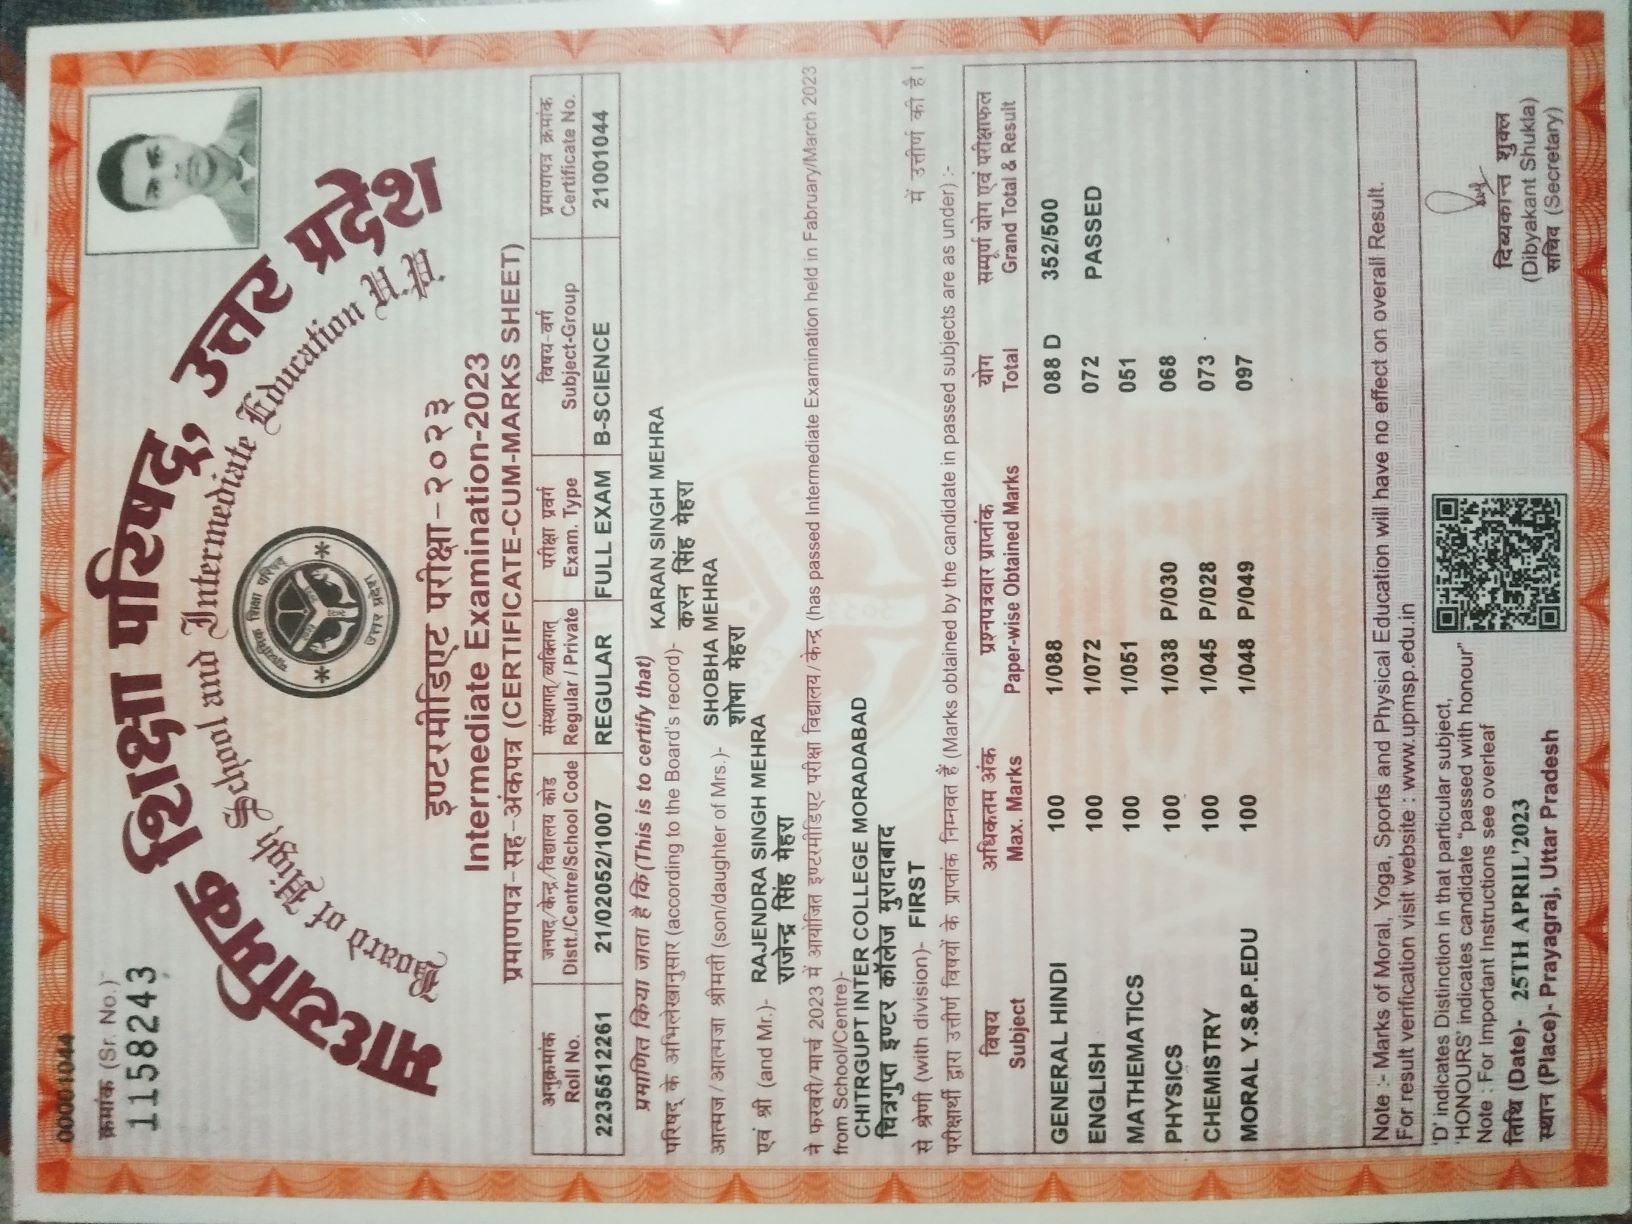 00001044
क्रमांक (Sr. No.)
1158243
माध्यमिक शिक्षा परिषद्, उत्तर प्रदेश
Board of High School and Intermediate Education U.P.
माध्यमिक शिक्षा परिषद्
उत्तर प्रदेश
इण्टरमीडिएट परीक्षा-२०२३
Intermediate Examination-2023
प्रमाणपत्र-सह-अंकपत्र (CERTIFICATE-CUM-MARKS SHEET)
अनुक्रमांक जनपद/केन्द्र/विद्यालय कोड संस्थागत/व्यक्तिगत् परीक्षा प्रवर्ग विषय-वर्ग प्रमाणपत्र क्रमांक
Roll No. Distt./Centre/School Code Regular / Private Exam. Type Subject-Group Certificate No.
2235512261 21/02052/1007 REGULAR FULL EXAM B-SCIENCE 21001044
प्रमाणित किया जाता है कि (This is to certify that)
परिषद् के अभिलेखानुसार (according to the Board's record)- KARAN SINGH MEHRA
करन सिंह मेहरा
आत्मज/आत्मजा श्रीमती (son/daughter of Mrs.)- SHOBHA MEHRA
शोभा मेहरा
एवं श्री (and Mr.)- RAJENDRA SINGH MEHRA
राजेन्द्र सिंह मेहरा
ने फरवरी/मार्च 2023 में आयोजित इण्टरमीडिएट परीक्षा विद्यालय/केन्द्र (has passed Intermediate Examination held in Fabruary/March 2023
from School/Centre)-
CHITRGUPT INTER COLLEGE MORADABAD
चित्रगुप्त इण्टर कॉलेज मुरादाबाद
से श्रेणी (with division)- FIRST में उत्तीर्ण की है।
परीक्षार्थी द्वारा उत्तीर्ण विषयों के प्राप्तांक निम्नवत हैं (Marks obtained by the candidate in passed subjects are as under) :-
विषय अधिकतम अंक प्रश्नपत्रवार प्राप्तांक योग सम्पूर्ण योग एवं परीक्षाफल
Subject Max. Marks Paper-wise Obtained Marks Total Grand Total & Result
GENERAL HINDI 100 1/088 088 D 352/500
ENGLISH 100 1/072 072 PASSED
MATHEMATICS 100 1/051 051
PHYSICS 100 1/038 P/030 068
CHEMISTRY 100 1/045 P/028 073
MORAL Y.S&P.EDU 100 1/048 P/049 097
Note :- Marks of Moral, Yoga, Sports and Physical Education will have no effect on overall Result.
For result verification visit website : www.upmsp.edu.in
'D' indicates Distinction in that particular subject,
'HONOURS' indicates candidate "passed with honour"
Note : For Important Instructions see overleaf
तिथि (Date)- 25TH APRIL'2023
स्थान (Place)- Prayagraj, Uttar Pradesh
दिब्यकान्त शुक्ल
(Dibyakant Shukla)
सचिव (Secretary)